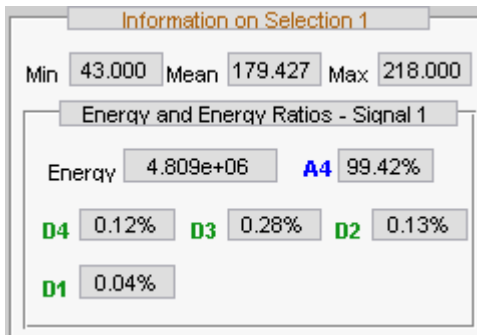 Information on Selection 1
Min 43.000 Mean 179.427 Max 218.000
Energy and Energy Ratios - Signal 1
Energy 4.809e+06 A4 99.42%
D4 0.12% D3 0.28% D2 0.13%
D1 0.04%